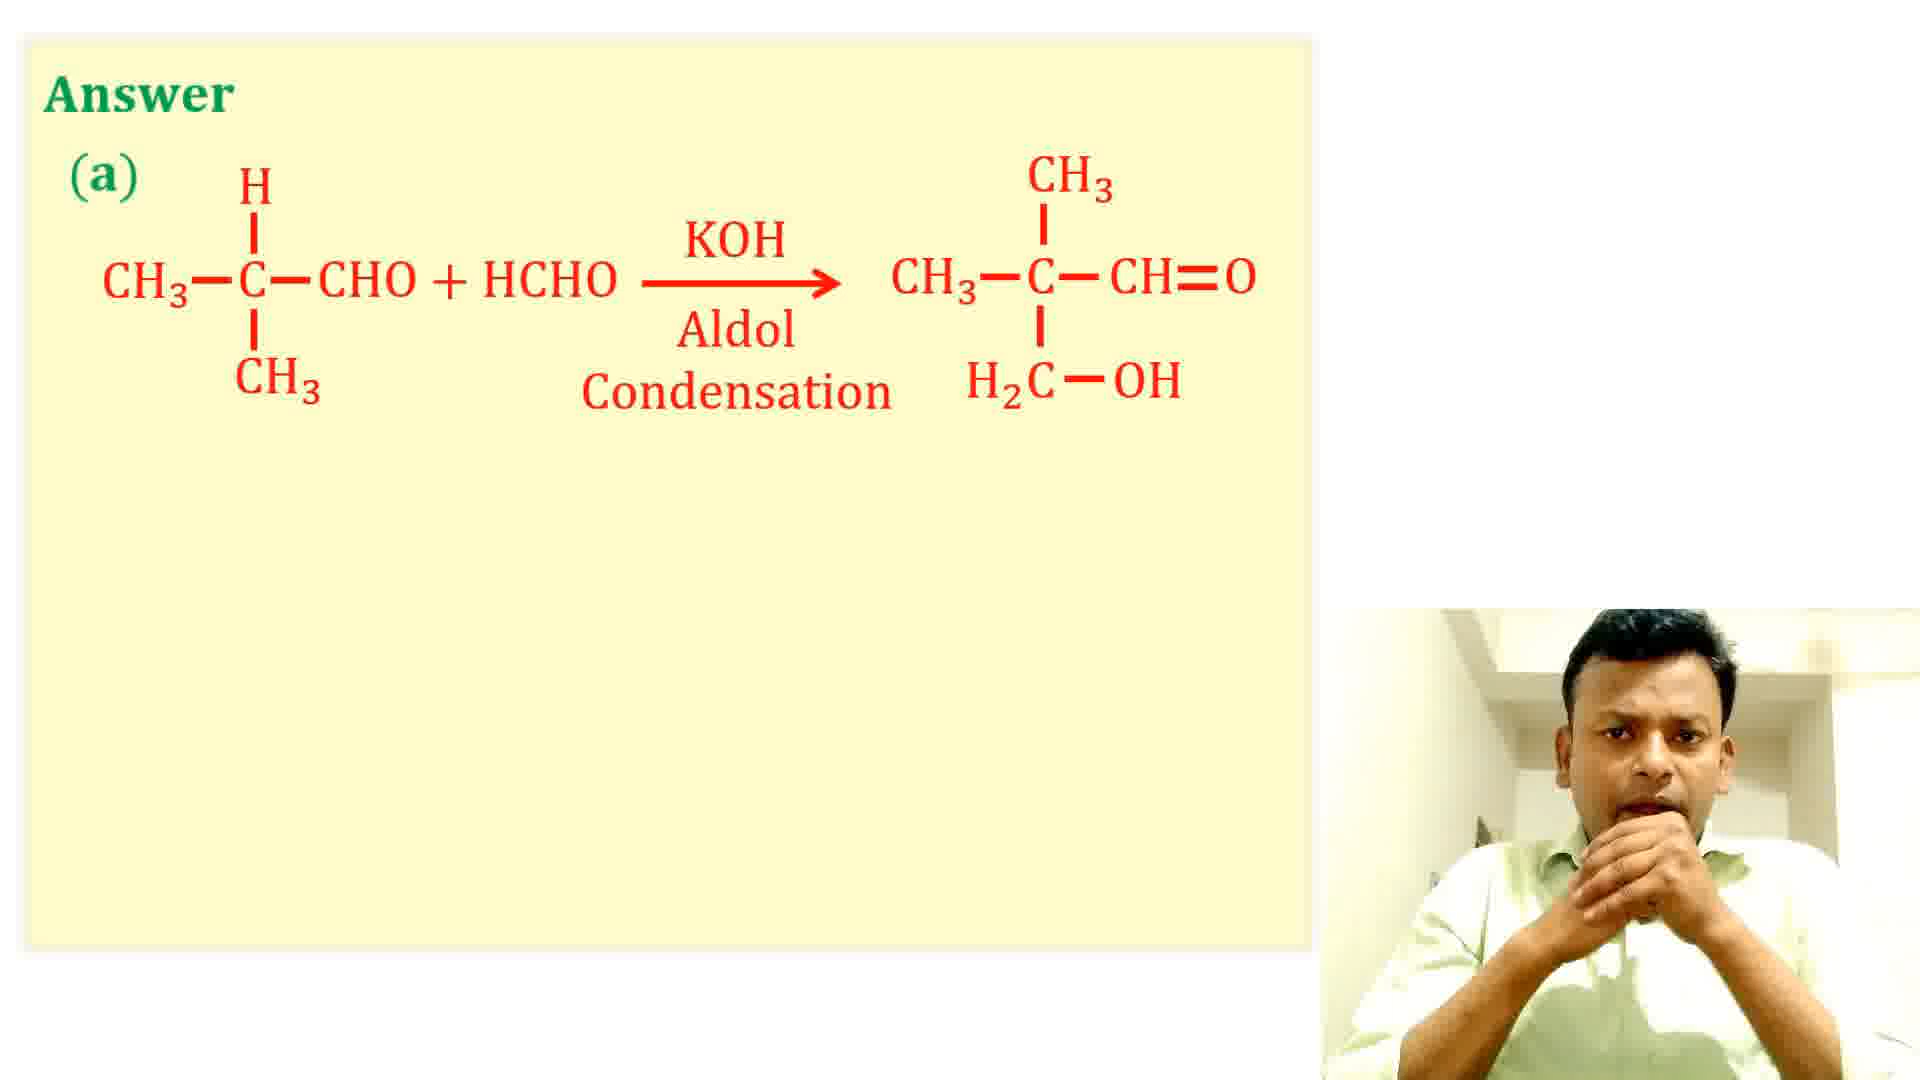 Answer
(a)
H
CH₃—C—CHO + HCHO
CH₃
KOH
Aldol
Condensation
CH₃
CH₃—C—CH=O
H₂C—OH